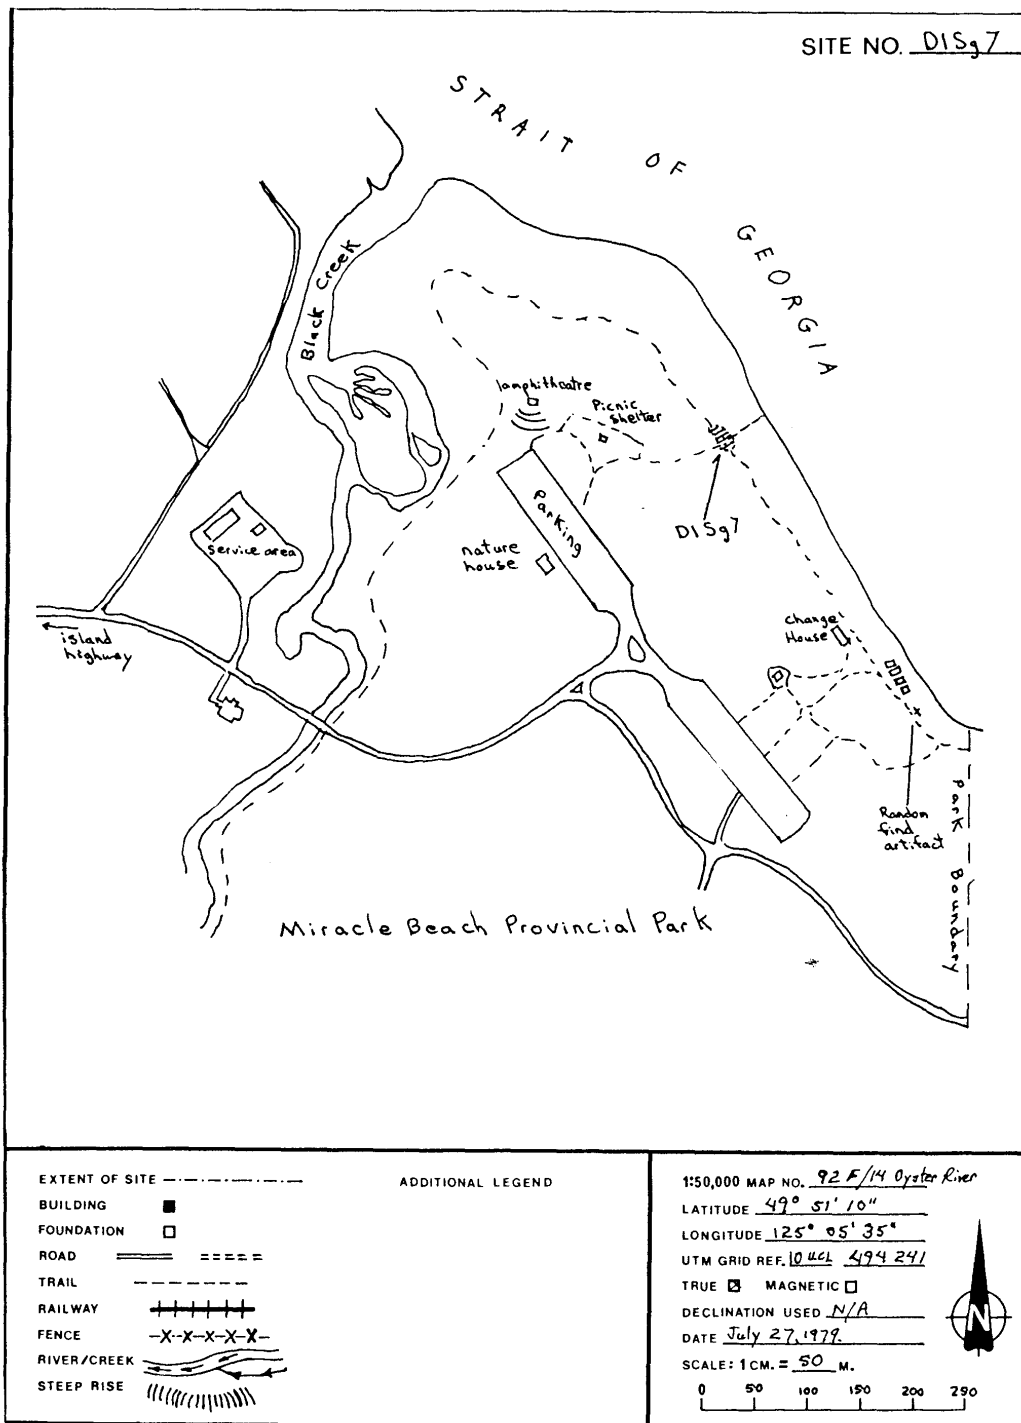 SITE NO. DISg7
STRAIT OF GEORGIA
Black Creek
amphitheatre
Picnic
shelter
Parking
DISg7
nature
house
service area
island
highway
change
House
Random
find
artifact
Park Boundary
Miracle Beach Provincial Park
EXTENT OF SITE
BUILDING
FOUNDATION
ROAD
TRAIL
RAILWAY
FENCE
RIVER/CREEK
STEEP RISE
ADDITIONAL LEGEND
1:50,000 MAP NO. 92 F/14 Oyster River
LATITUDE 49° 51' 10"
LONGITUDE 125° 05' 35"
UTM GRID REF. 10 UCL 494 241
TRUE MAGNETIC
DECLINATION USED N/A
DATE July 27, 1979.
SCALE: 1 CM. = 50 M.
0 50 100 150 200 250
N